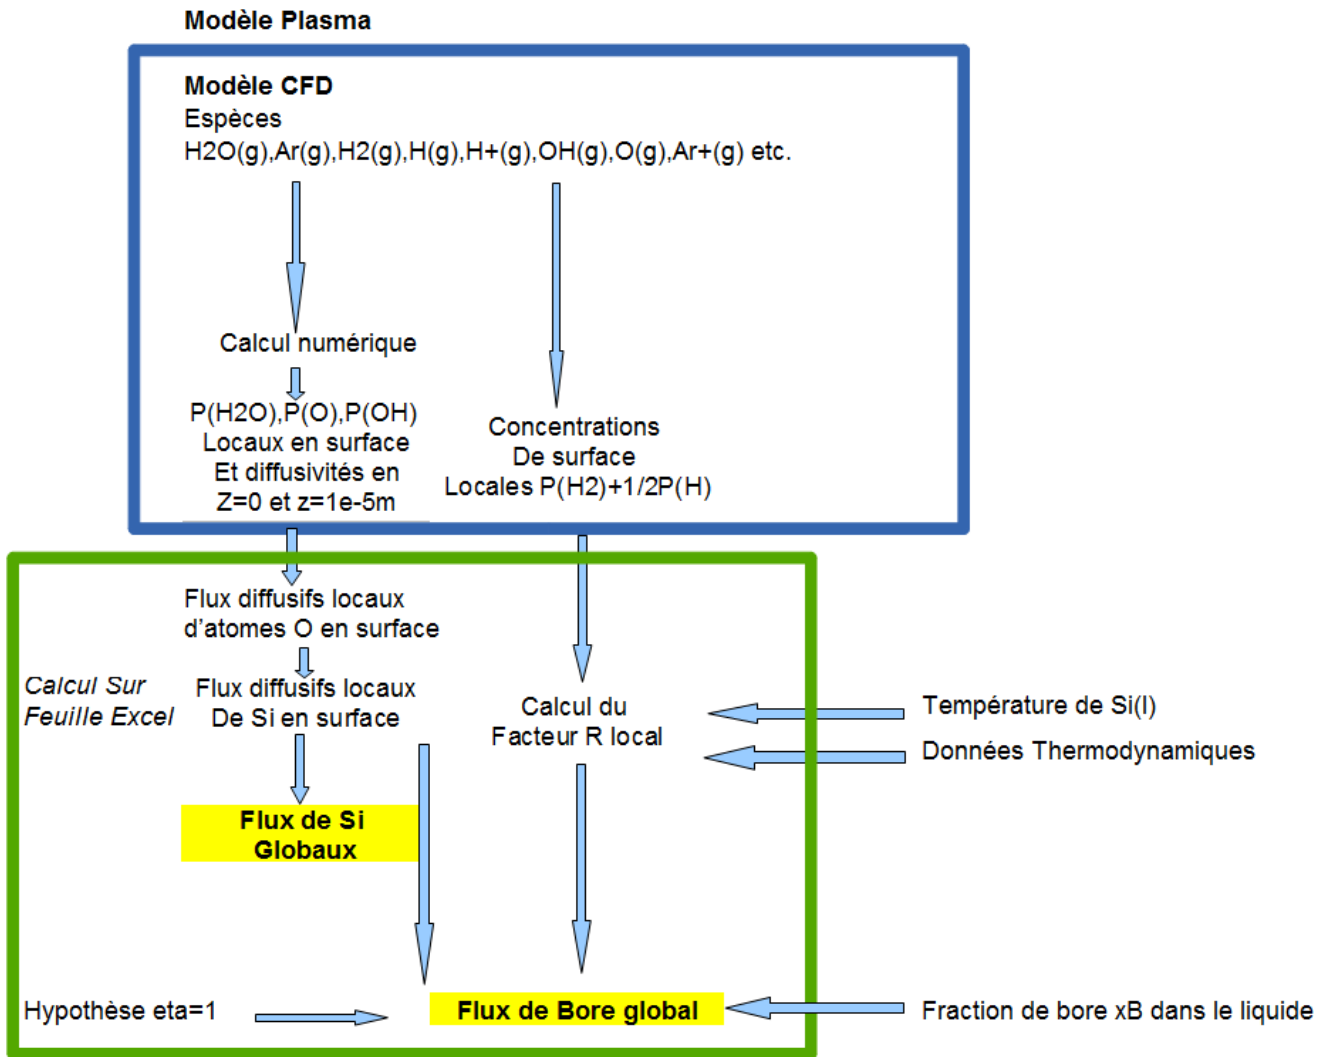 Modèle Plasma
Modèle CFD
Espèces
H2O(g),Ar(g),H2(g),H(g),H+(g),OH(g),O(g),Ar+(g) etc.
Calcul numérique
P(H2O),P(O),P(OH)
Locaux en surface
Et diffusivités en
Z=0 et z=1e-5m
Concentrations
De surface
Locales P(H2)+1/2P(H)
Flux diffusifs locaux
d'atomes O en surface
Calcul Sur
Feuille Excel
Flux diffusifs locaux
De Si en surface
Calcul du
Facteur R local
Température de Si(l)
Données Thermodynamiques
Flux de Si
Globaux
Hypothèse eta=1
Flux de Bore global
Fraction de bore xB dans le liquide